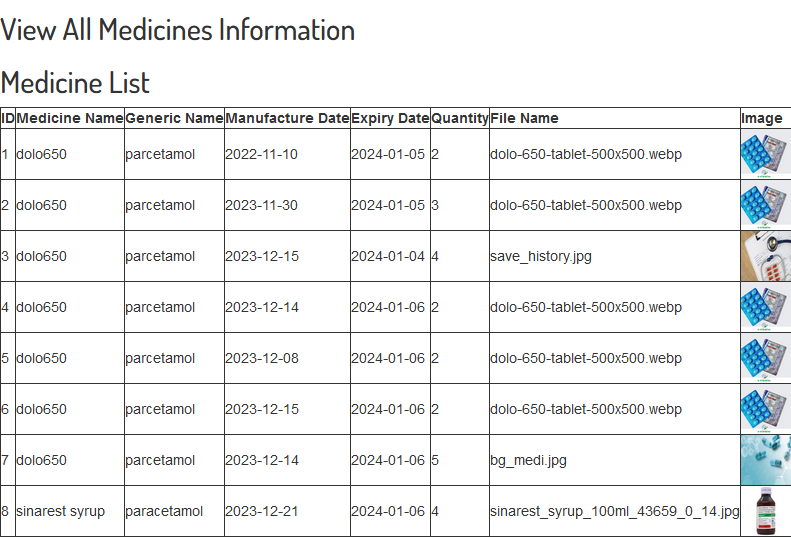 View All Medicines Information
Medicine List
ID Medicine Name Generic Name Manufacture Date Expiry Date Quantity File Name Image
1 dolo650 parcetamol 2022-11-10 2024-01-05 2 dolo-650-tablet-500x500.webp
2 dolo650 parcetamol 2023-11-30 2024-01-05 3 dolo-650-tablet-500x500.webp
3 dolo650 parcetamol 2023-12-15 2024-01-04 4 save_history.jpg
4 dolo650 parcetamol 2023-12-14 2024-01-06 2 dolo-650-tablet-500x500.webp
5 dolo650 parcetamol 2023-12-08 2024-01-06 2 dolo-650-tablet-500x500.webp
6 dolo650 parcetamol 2023-12-15 2024-01-06 2 dolo-650-tablet-500x500.webp
7 dolo650 parcetamol 2023-12-14 2024-01-06 5 bg_medi.jpg
8 sinarest syrup paracetamol 2023-12-21 2024-01-06 4 sinarest_syrup_100ml_43659_0_14.jpg